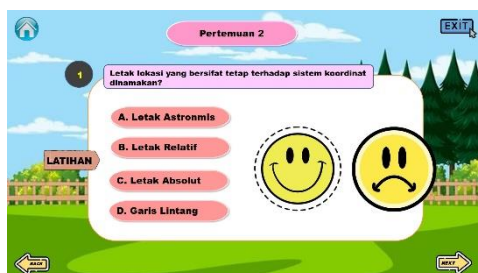 Pertemuan 2
EXIT
1
Letak lokasi yang bersifat tetap terhadap sistem koordinat
dinamakan?
A. Letak Astronmis
B. Letak Relatif
LATIHAN
C. Letak Absolut
D. Garis Lintang
BACK
NEXT